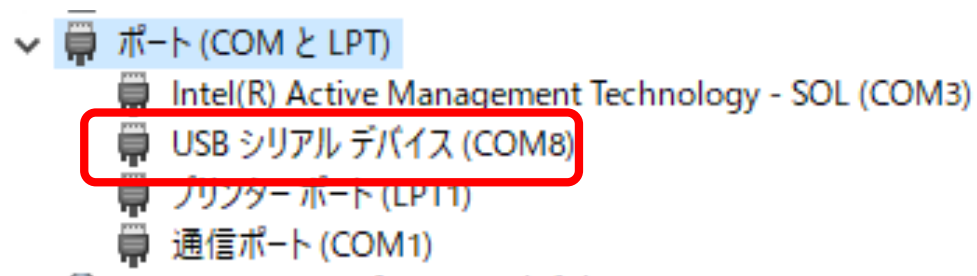 ポート (COM と LPT)
Intel(R) Active Management Technology - SOL (COM3)
USB シリアル デバイス (COM8)
プリンター ポート (LPT1)
通信ポート (COM1)